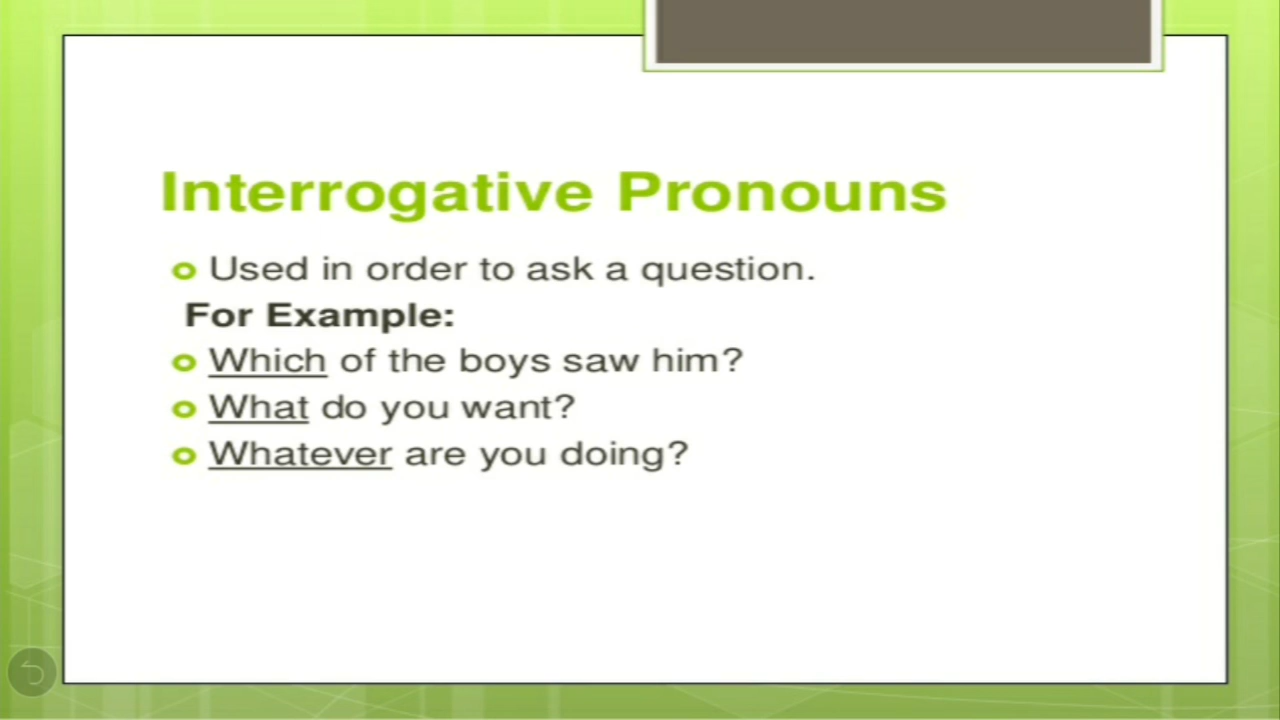 Interrogative Pronouns
Used in order to ask a question.
For Example:
Which of the boys saw him?
What do you want?
Whatever are you doing?